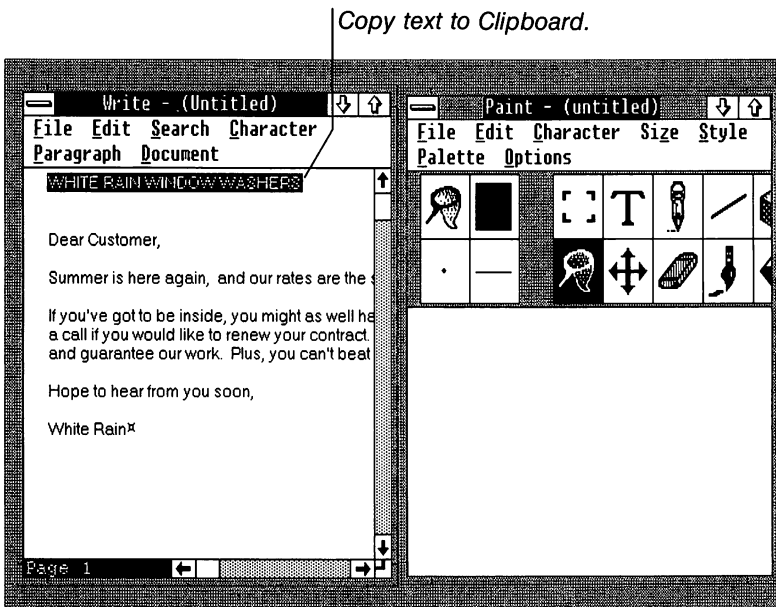 Copy text to Clipboard.
Write - (Untitled)
File Edit Search Character
Paragraph Document
WHITE RAIN WINDOW WASHERS
Dear Customer,
Summer is here again, and our rates are the s
If you've got to be inside, you might as well ha
a call if you would like to renew your contract.
and guarantee our work. Plus, you can't beat
Hope to hear from you soon,
White Rain¤
Page 1
Paint - (untitled)
File Edit Character Size Style
Palette Options
T